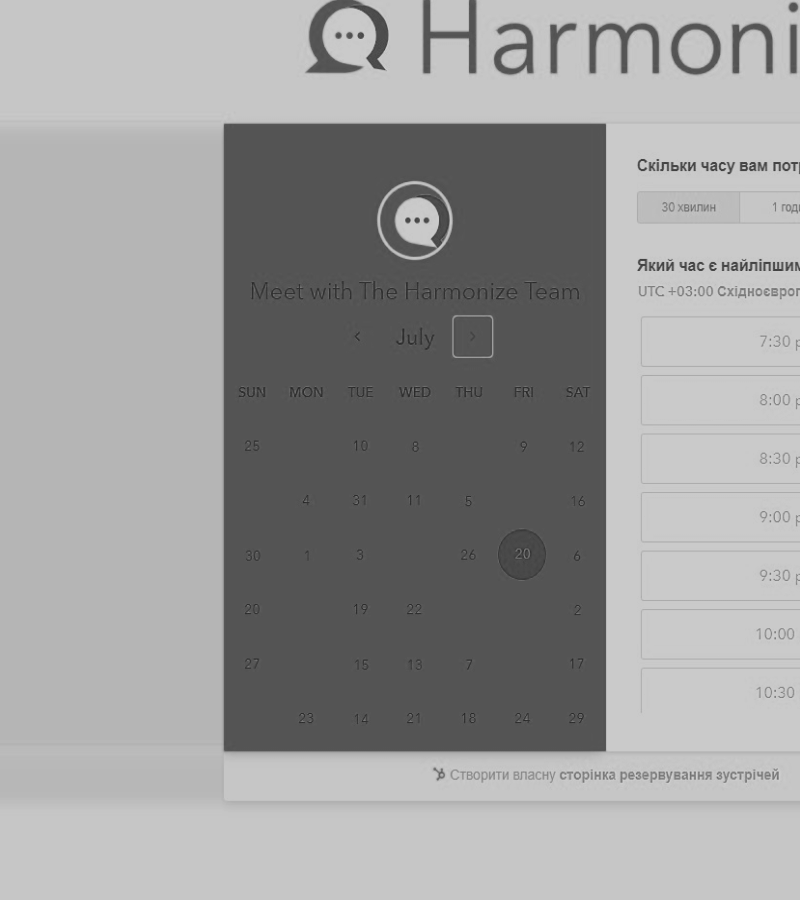 Harmoni
Скільки часу вам потр
30 хвилин 1 годи
Meet with The Harmonize Team
Який час є найліпшим
UTC +03:00 Східноєвроп
July
7:30 p
SUN MON TUE WED THU FRI SAT
8:00 p
25 10 8 9 12
8:30 p
4 31 11 5 16
9:00 p
30 1 3 26 20 6
9:30 p
20 19 22 2
10:00
27 15 13 7 17
10:30
23 14 21 18 24 29
Створити власну сторінка резервування зустрічей